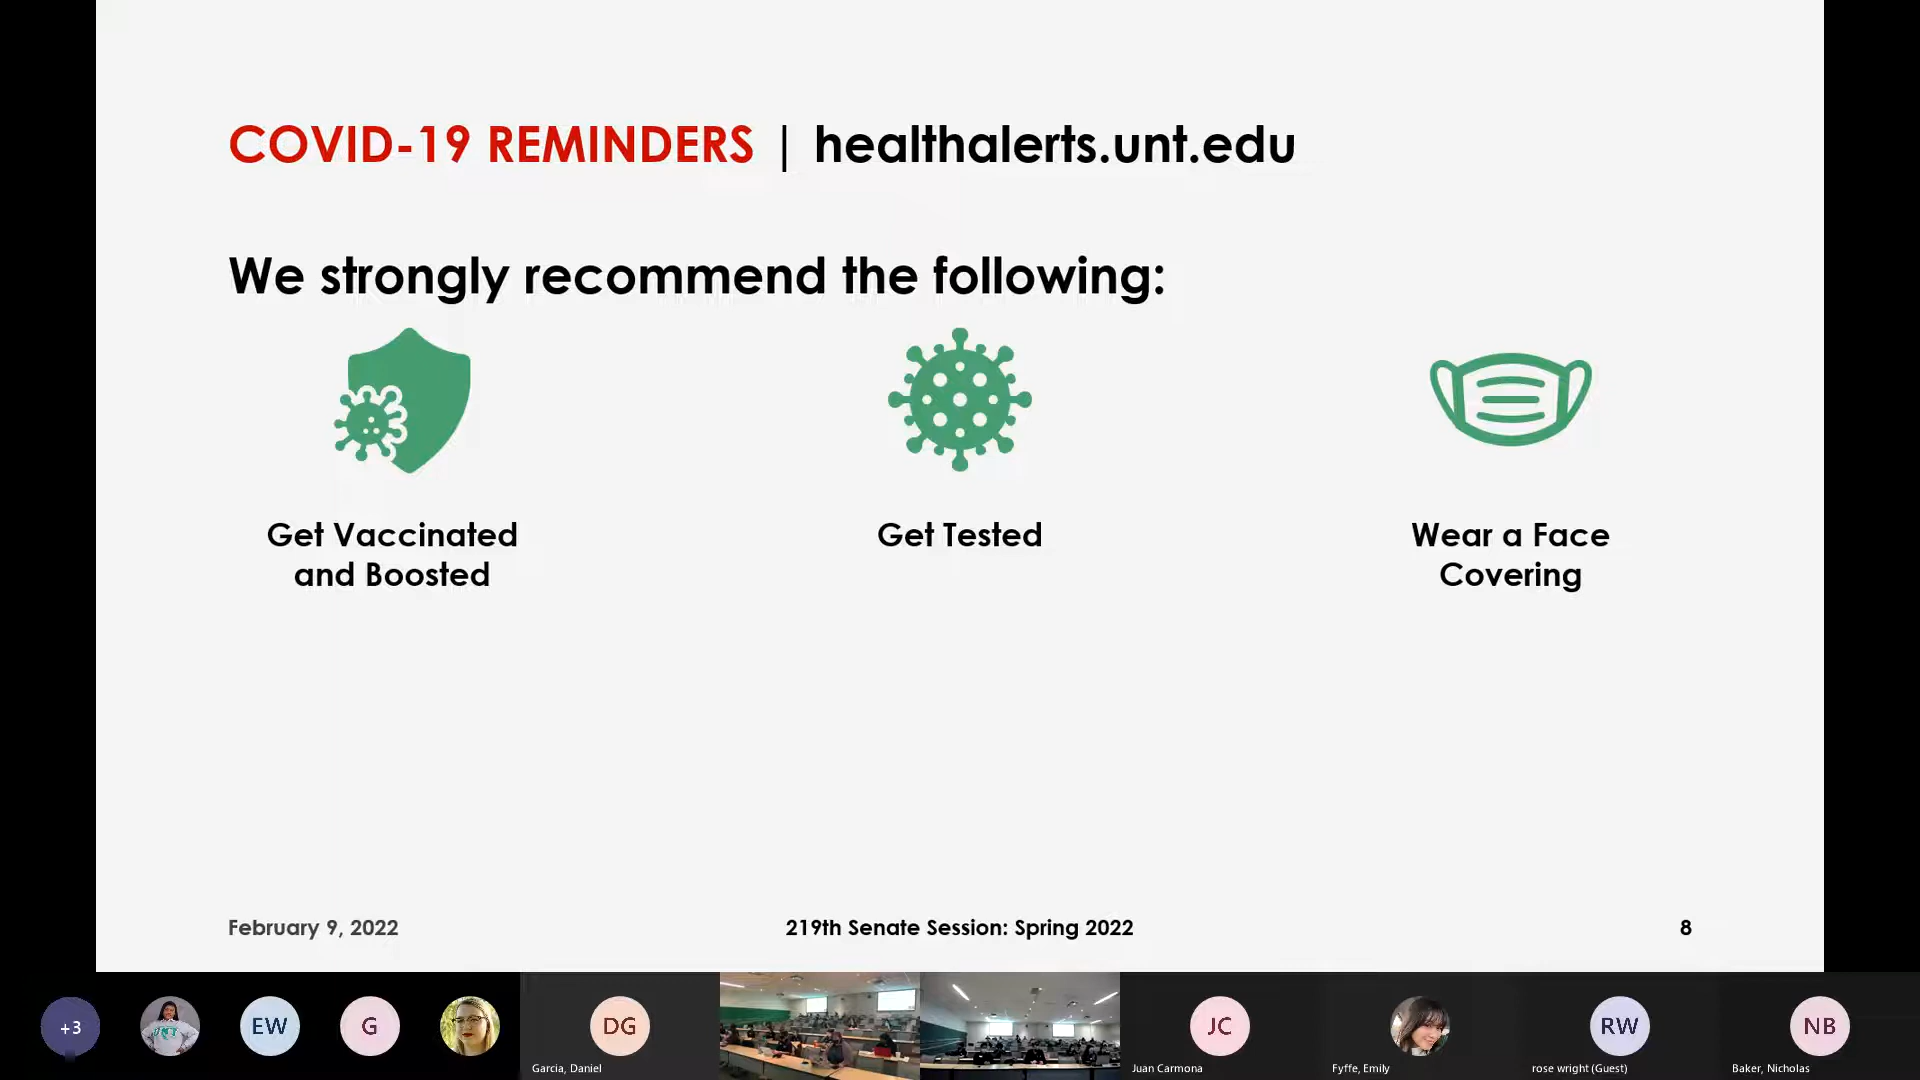 COVID-19 REMINDERS | healthalerts.unt.edu
We strongly recommend the following:
Get Vaccinated
and Boosted
Get Tested
Wear a Face
Covering
February 9, 2022
219th Senate Session: Spring 2022
8
+3
EW
G
DG
Garcia, Daniel
JC
Juan Carmona
Fyffe, Emily
RW
rose wright (Guest)
NB
Baker, Nicholas